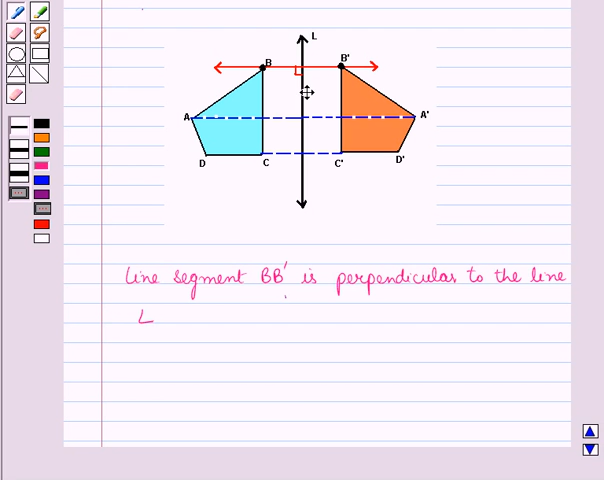 L
B B'
A A'
D C C' D'
Line segment BB' is perpendicular to the line
L